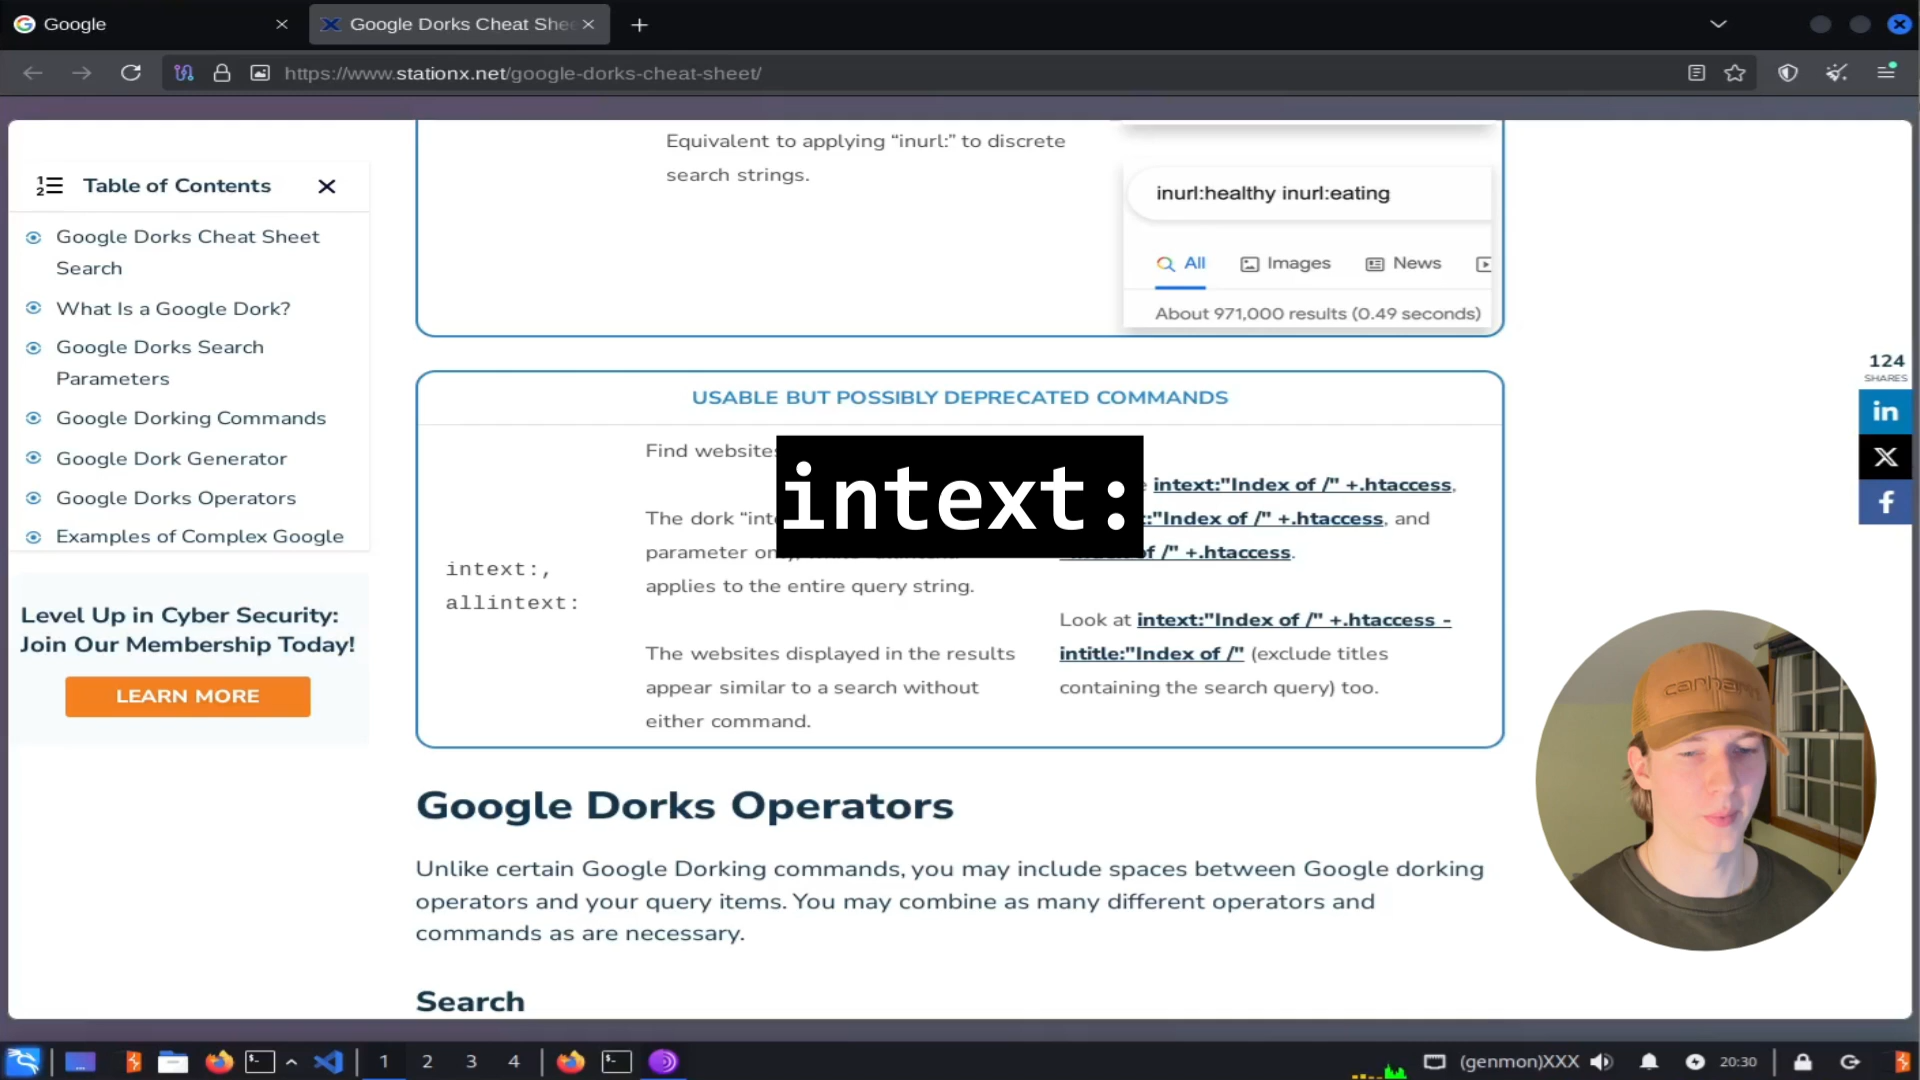 Google
Google Dorks Cheat She
https://www.stationx.net/google-dorks-cheat-sheet/
Table of Contents
Google Dorks Cheat Sheet
Search
What Is a Google Dork?
Google Dorks Search
Parameters
Google Dorking Commands
Google Dork Generator
Google Dorks Operators
Examples of Complex Google
Level Up in Cyber Security:
Join Our Membership Today!
LEARN MORE
Equivalent to applying “inurl:” to discrete
search strings.
inurl:healthy inurl:eating
All Images News
About 971,000 results (0.49 seconds)
USABLE BUT POSSIBLY DEPRECATED COMMANDS
intext:,
allintext:
Find websites
The dork “int
parameter on
applies to the entire query string.
The websites displayed in the results
appear similar to a search without
either command.
intext:
intext:"Index of /" +.htaccess,
:"Index of /" +.htaccess, and
of /" +.htaccess.
Look at intext:"Index of /" +.htaccess -
intitle:"Index of /" (exclude titles
containing the search query) too.
Google Dorks Operators
Unlike certain Google Dorking commands, you may include spaces between Google dorking
operators and your query items. You may combine as many different operators and
commands as are necessary.
Search
124
SHARES
in
X
f
carhartt
1 2 3 4
(genmon)XXX
20:30